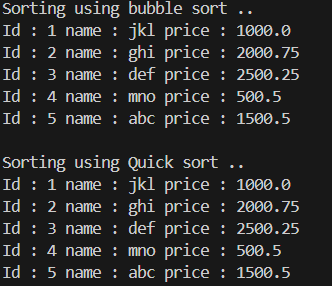 Sorting using bubble sort ..
Id : 1 name : jkl price : 1000.0
Id : 2 name : ghi price : 2000.75
Id : 3 name : def price : 2500.25
Id : 4 name : mno price : 500.5
Id : 5 name : abc price : 1500.5
Sorting using Quick sort ..
Id : 1 name : jkl price : 1000.0
Id : 2 name : ghi price : 2000.75
Id : 3 name : def price : 2500.25
Id : 4 name : mno price : 500.5
Id : 5 name : abc price : 1500.5